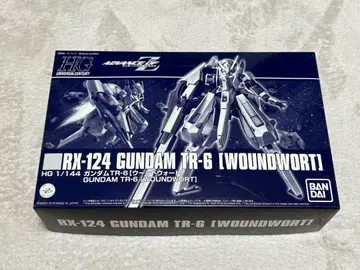 HG
UNIVERSAL CENTURY
ADVANCE OF Z
RX-124 GUNDAM TR-6 [WOUNDWORT]
HG 1/144 ガンダムTR-6[ウーンドウォート]
GUNDAM TR-6[WOUNDWORT]
BAN
DAI
RX-124 GUNDAM TR-6 [WOUNDWORT]